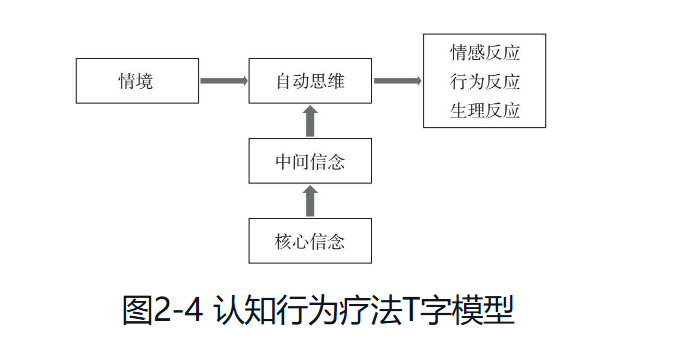 情境
自动思维
情感反应
行为反应
生理反应
中间信念
核心信念
图2-4 认知行为疗法T字模型